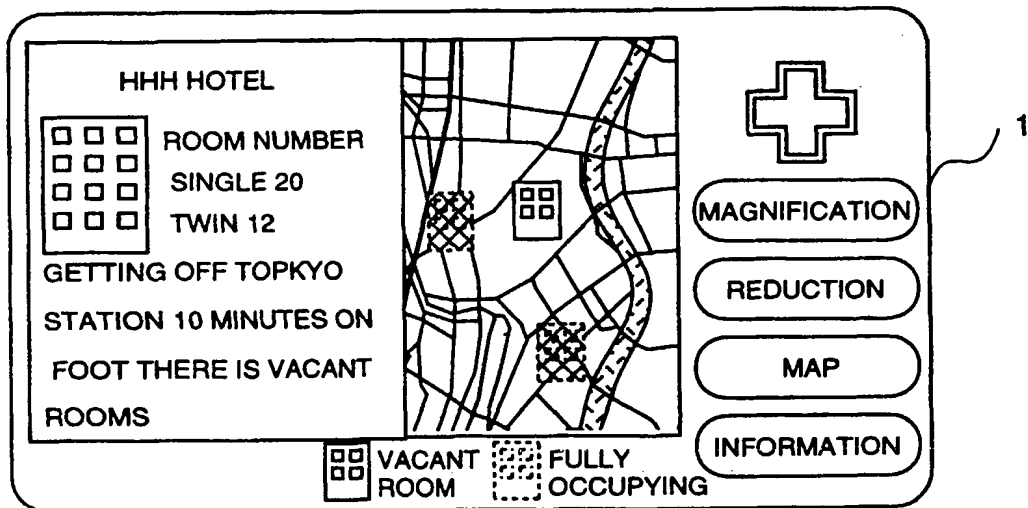 HHH HOTEL
ROOM NUMBER
SINGLE 20
TWIN 12
GETTING OFF TOPKYO
STATION 10 MINUTES ON
FOOT THERE IS VACANT
ROOMS
MAGNIFICATION
REDUCTION
MAP
INFORMATION
1
VACANT
ROOM
FULLY
OCCUPYING